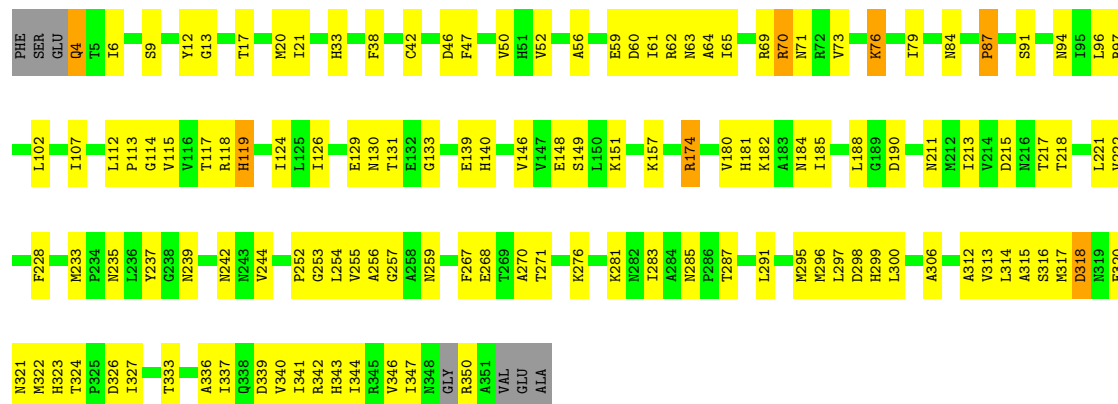 PHE SER GLU Q4 T5 I6 S9 Y12 G13 T17 M20 I21 H33 F38 C42 D46 F47 V50 H51 V52 A56 E59 D60 I61 R62 N63 A64 I65 R69 R70 N71 R72 V73 K76 I79 N84 P87 S91 N94 I95 L96
L102 I107 L112 P113 G114 V115 V116 T117 R118 H119 I124 L125 I126 E129 N130 T131 E132 G133 E139 H140 V146 V147 E148 S149 L150 K151 K157 R174 V180 H181 K182 A183 N184 I185 L188 G189 D190 N211 M212 I213 V214 D215 N216 T217 T218 L221
F228 M233 P234 N235 L236 Y237 G238 N239 N242 N243 V244 P252 G253 L254 V255 A256 G257 A258 N259 F267 E268 T269 A270 T271 K276 K281 N282 I283 A284 N285 P286 T287 L291 M295 M296 L297 D298 H299 L300 A306 A312 V313 L314 A315 S316 M317 D318 N319
N321 M322 H323 T324 P325 D326 I327 T333 A336 I337 Q338 D339 V340 I341 R342 H343 I344 R345 V346 I347 N348 GLY R350 A351 VAL GLU ALA